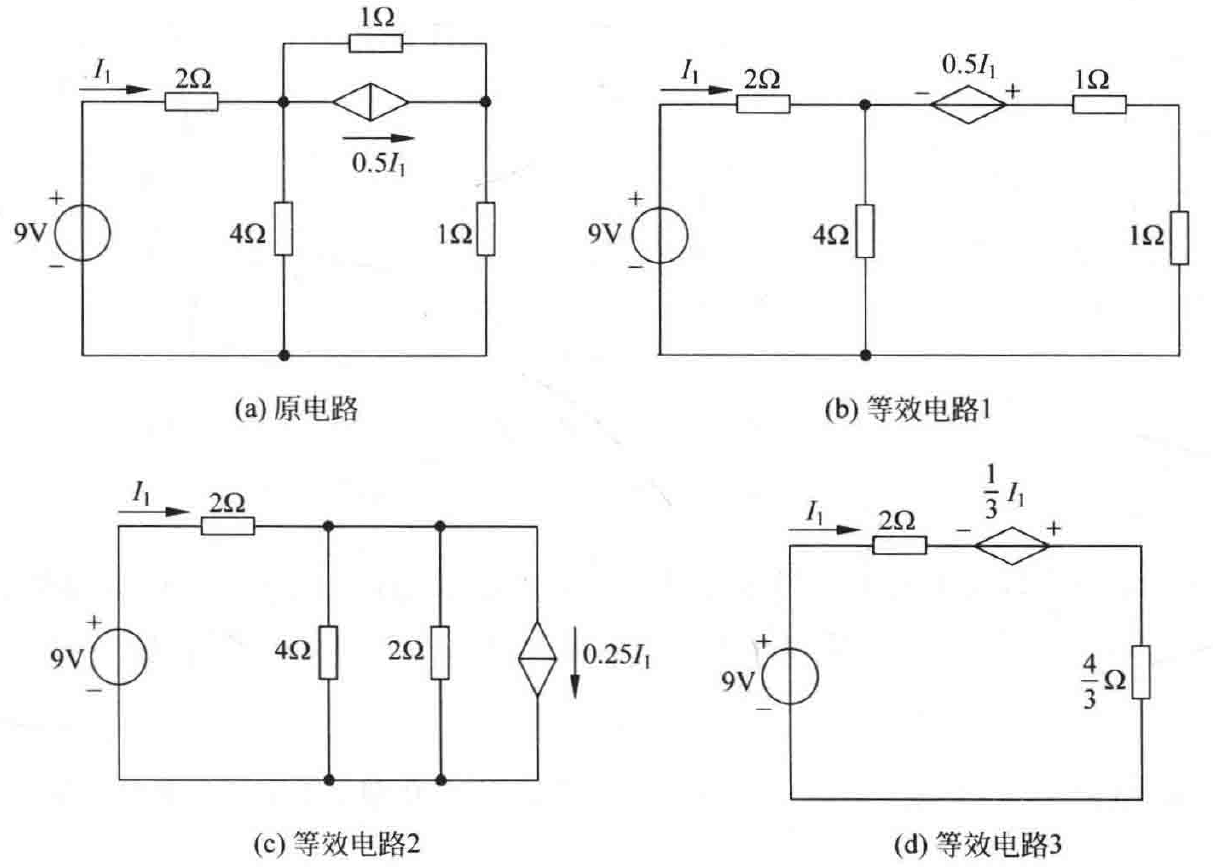 1Ω
I₁
2Ω
0.5I₁
+
9V
−
4Ω
1Ω
(a) 原电路
I₁
2Ω
−
0.5I₁
+
1Ω
+
9V
−
4Ω
1Ω
(b) 等效电路1
I₁
2Ω
+
9V
−
4Ω
2Ω
0.25I₁
(c) 等效电路2
I₁
2Ω
−
1/3 I₁
+
+
9V
−
4/3 Ω
(d) 等效电路3